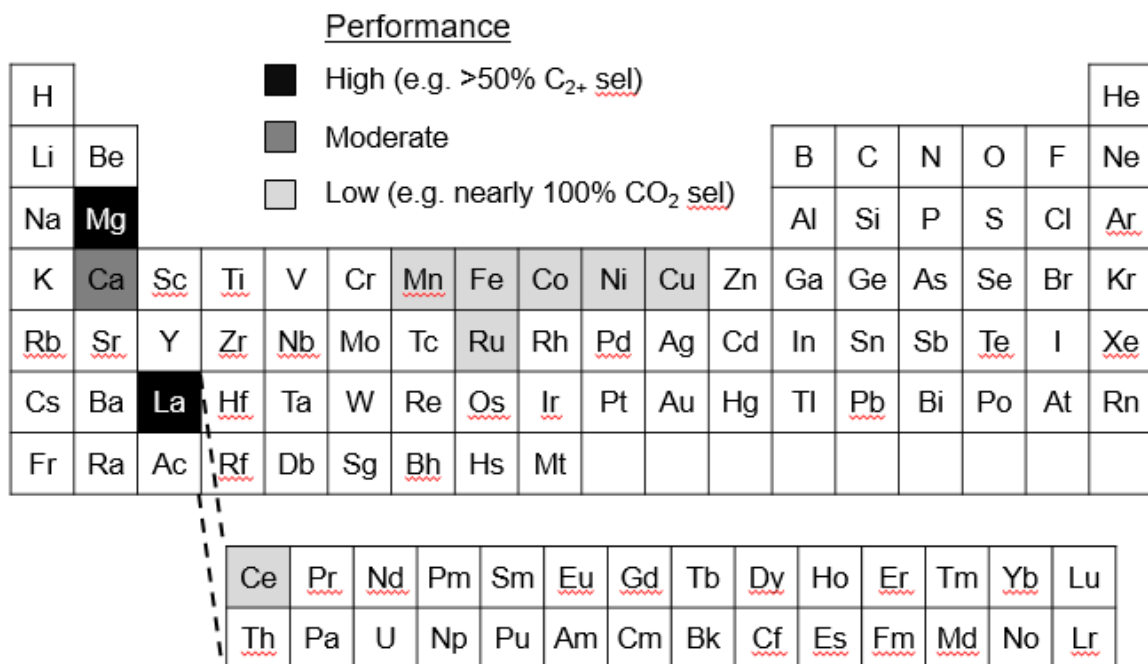 Performance
High (e.g. >50% C₂₊ sel)
Moderate
Low (e.g. nearly 100% CO₂ sel)
H He
Li Be B C N O F Ne
Na Mg Al Si P S Cl Ar
K Ca Sc Ti V Cr Mn Fe Co Ni Cu Zn Ga Ge As Se Br Kr
Rb Sr Y Zr Nb Mo Tc Ru Rh Pd Ag Cd In Sn Sb Te I Xe
Cs Ba La Hf Ta W Re Os Ir Pt Au Hg Tl Pb Bi Po At Rn
Fr Ra Ac Rf Db Sg Bh Hs Mt
Ce Pr Nd Pm Sm Eu Gd Tb Dy Ho Er Tm Yb Lu
Th Pa U Np Pu Am Cm Bk Cf Es Fm Md No Lr